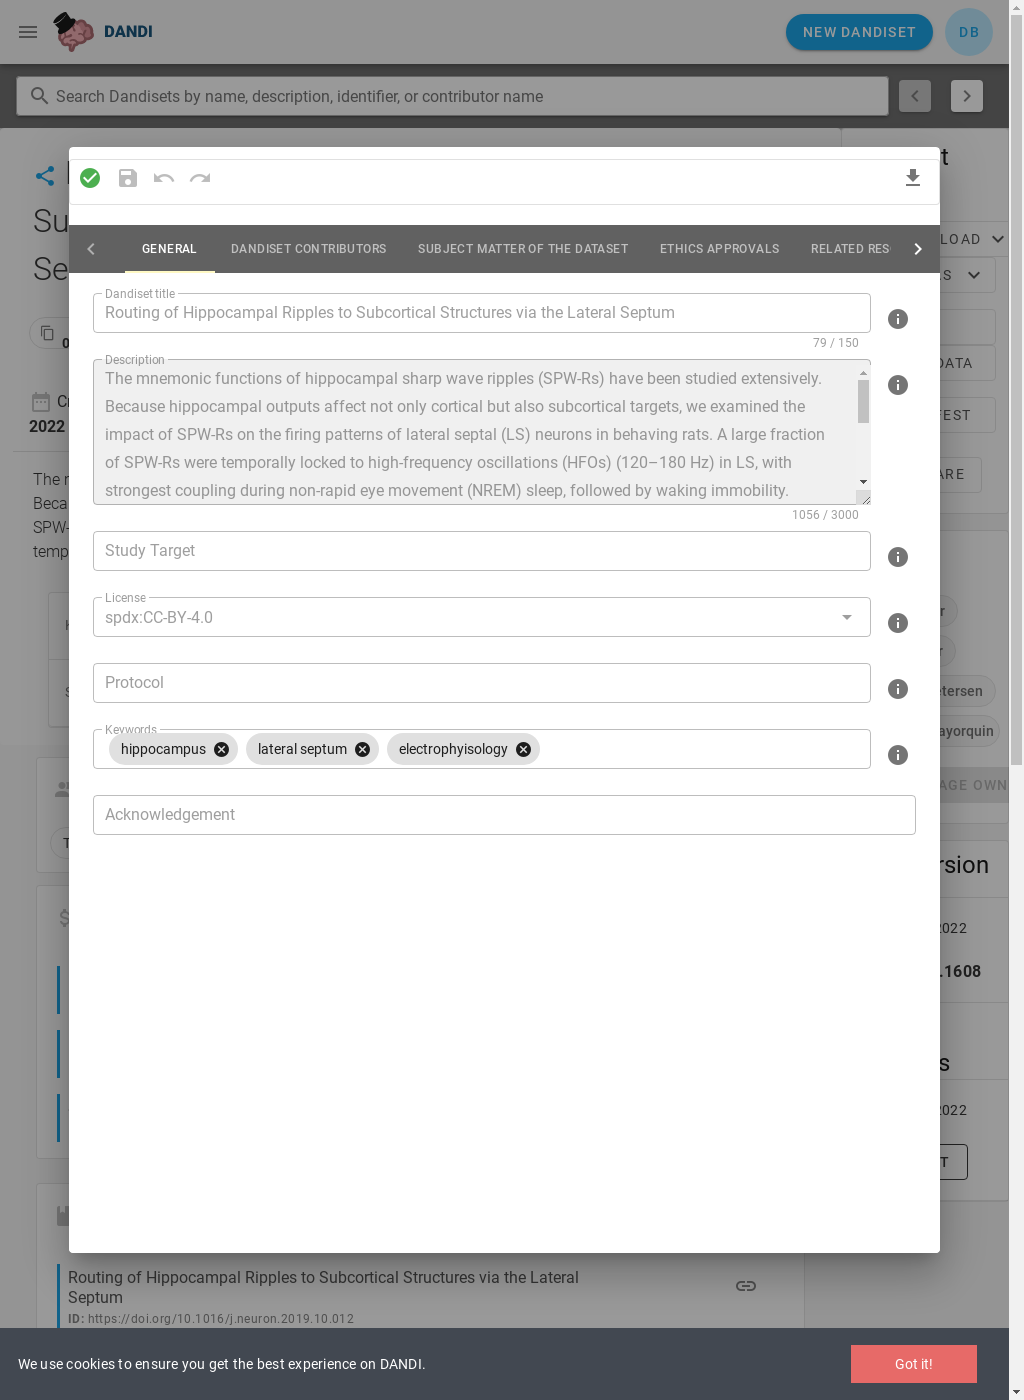 DANDI
NEW DANDISET
DB
Search Dandisets by name, description, identifier, or contributor name
Su
Se
2022
The
Beca
SPW-
temp
GENERAL
DANDISET CONTRIBUTORS
SUBJECT MATTER OF THE DATASET
ETHICS APPROVALS
RELATED RES
Dandiset title
Routing of Hippocampal Ripples to Subcortical Structures via the Lateral Septum
79 / 150
Description
The mnemonic functions of hippocampal sharp wave ripples (SPW-Rs) have been studied extensively.
Because hippocampal outputs affect not only cortical but also subcortical targets, we examined the
impact of SPW-Rs on the firing patterns of lateral septal (LS) neurons in behaving rats. A large fraction
of SPW-Rs were temporally locked to high-frequency oscillations (HFOs) (120–180 Hz) in LS, with
strongest coupling during non-rapid eye movement (NREM) sleep, followed by waking immobility.
1056 / 3000
Study Target
License
spdx:CC-BY-4.0
Protocol
Keywords
hippocampus
lateral septum
electrophyisology
Acknowledgement
LOAD
S
DATA
EST
ARE
etersen
ayorquin
AGE OWN
rsion
2022
.1608
s
2022
T
Routing of Hippocampal Ripples to Subcortical Structures via the Lateral
Septum
ID: https://doi.org/10.1016/j.neuron.2019.10.012
We use cookies to ensure you get the best experience on DANDI.
Got it!